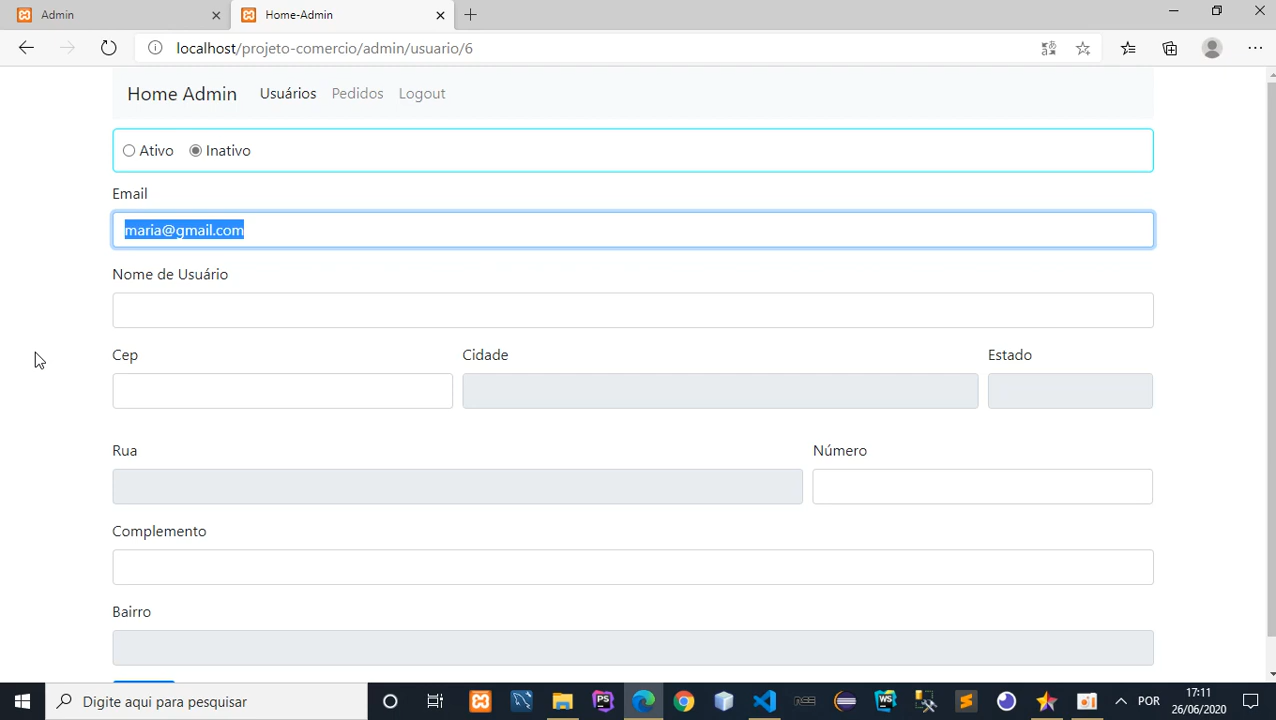 Admin
Home-Admin
localhost/projeto-comercio/admin/usuario/6
Home Admin Usuários Pedidos Logout
Ativo Inativo
Email
maria@gmail.com
Nome de Usuário
Cep Cidade Estado
Rua Número
Complemento
Bairro
Digite aqui para pesquisar
PS
WS
POR
17:11
26/06/2020